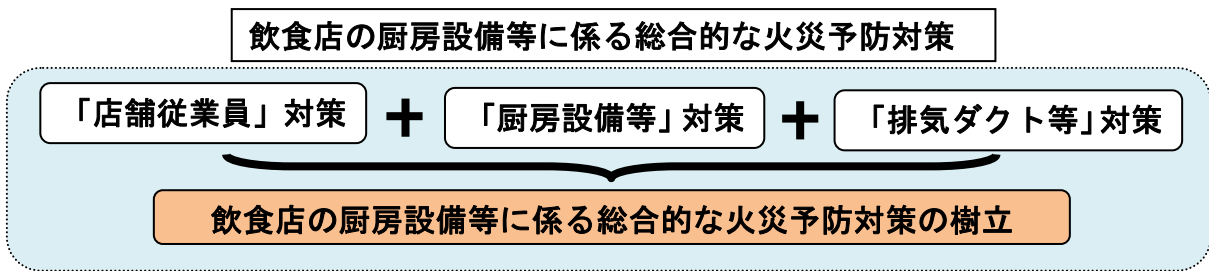 飲食店の厨房設備等に係る総合的な火災予防対策
「店舗従業員」対策 + 「厨房設備等」対策 + 「排気ダクト等」対策
飲食店の厨房設備等に係る総合的な火災予防対策の樹立